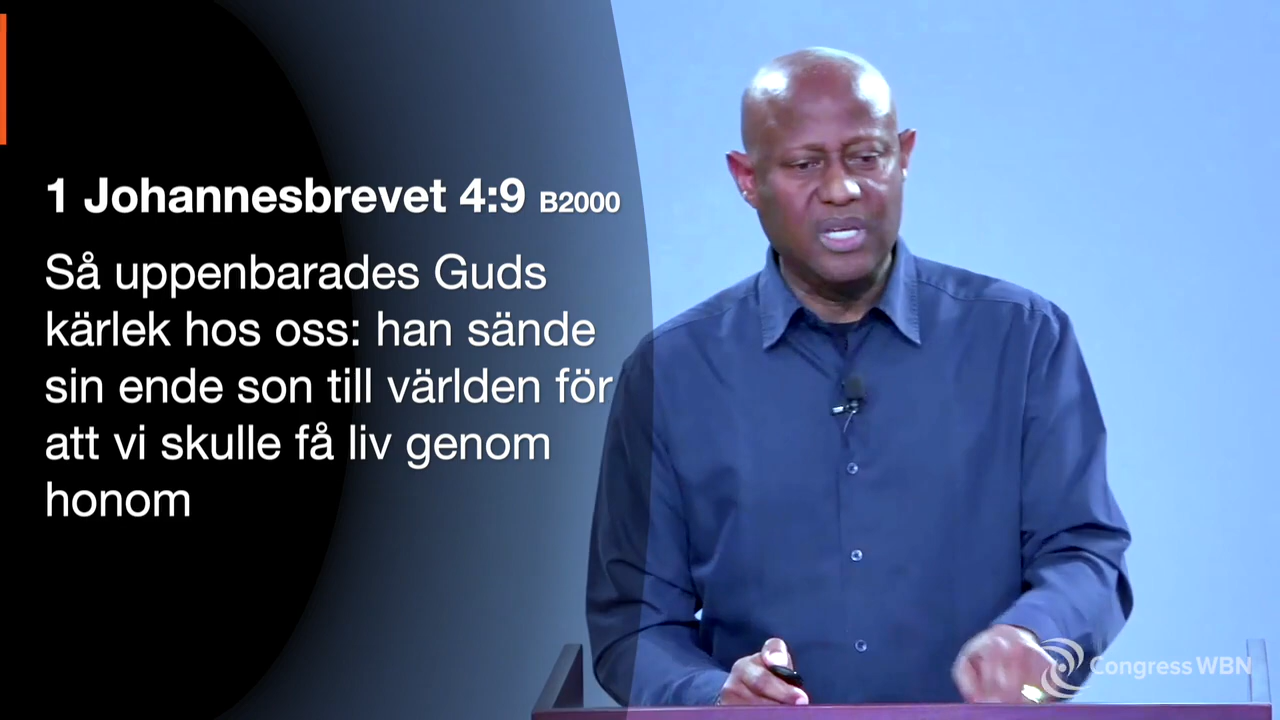 1 Johannesbrevet 4:9 B2000
Så uppenbarades Guds
kärlek hos oss: han sände
sin ende son till världen för
att vi skulle få liv genom
honom
Congress WBN